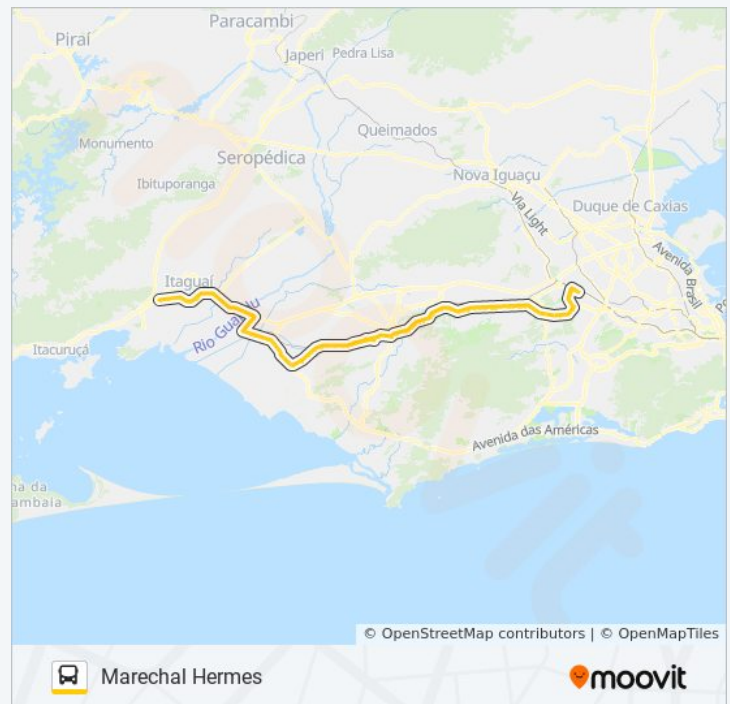 Piraí
Paracambi
Japeri
Pedra Lisa
Monumento
Queimados
Seropédica
Ibituporanga
Nova Iguaçu
Via Light
Duque de Caxias
Avenida Brasil
Itaguaí
Rio Guandu
Itacuruçá
Avenida das Américas
© OpenStreetMap contributors | © OpenMapTiles
Marechal Hermes
moovit